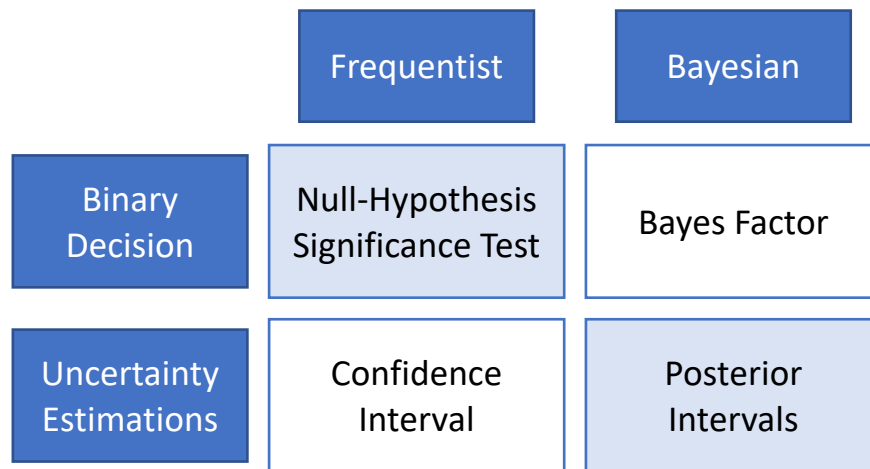 Frequentist
Bayesian
Binary
Decision
Null-Hypothesis
Significance Test
Bayes Factor
Uncertainty
Estimations
Confidence
Interval
Posterior
Intervals